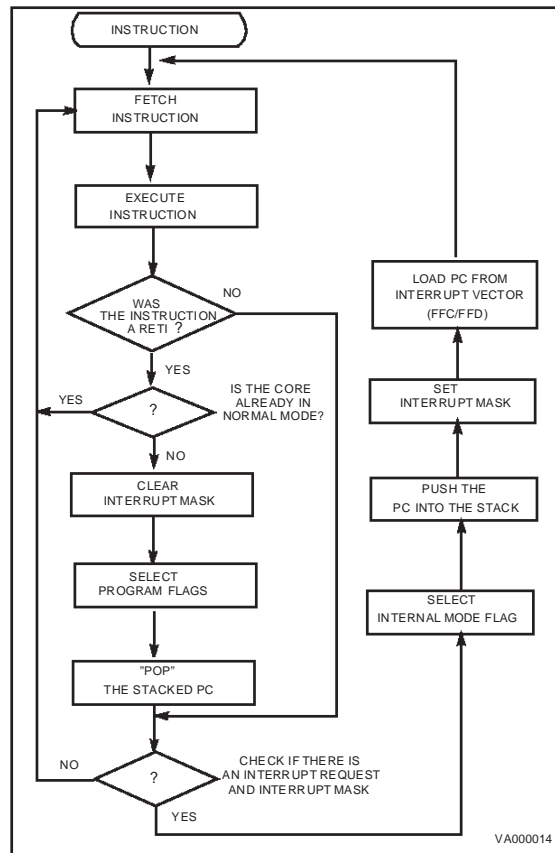 INSTRUCTION
FETCH
INSTRUCTION
EXECUTE
INSTRUCTION
WAS
THE INSTRUCTION
A RETI ?
NO
YES
?
IS THE CORE
ALREADY IN
NORMAL MODE?
YES
NO
CLEAR
INTERRUPT MASK
SELECT
PROGRAM FLAGS
"POP"
THE STACKED PC
?
CHECK IF THERE IS
AN INTERRUPT REQUEST
AND INTERRUPT MASK
NO
YES
SELECT
INTERNAL MODE FLAG
PUSH THE
PC INTO THE STACK
SET
INTERRUPT MASK
LOAD PC FROM
INTERRUPT VECTOR
(FFC/FFD)
VA000014